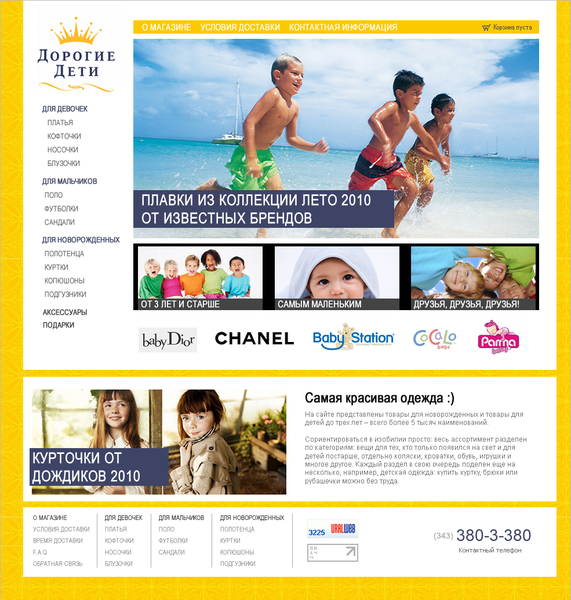 ДОРОГИЕ
ДЕТИ
О МАГАЗИНЕ УСЛОВИЯ ДОСТАВКИ КОНТАКТНАЯ ИНФОРМАЦИЯ
Корзина пуста
ДЛЯ ДЕВОЧЕК
ПЛАТЬЯ
КОФТОЧКИ
НОСОЧКИ
БЛУЗОЧКИ
ДЛЯ МАЛЬЧИКОВ
ПОЛО
ФУТБОЛКИ
САНДАЛИ
ДЛЯ НОВОРОЖДЕННЫХ
ПОЛОТЕНЦА
КУРТКИ
КОПЮШОНЫ
ПОДГУЗНИКИ
АКСЕССУАРЫ
ПОДАРКИ
ПЛАВКИ ИЗ КОЛЛЕКЦИИ ЛЕТО 2010
ОТ ИЗВЕСТНЫХ БРЕНДОВ
ОТ 3 ЛЕТ И СТАРШЕ
САМЫМ МАЛЕНЬКИМ
ДРУЗЬЯ, ДРУЗЬЯ, ДРУЗЬЯ!
baby Dior
CHANEL
Baby Station
CoCaLo
baby
Parrna
baby
КУРТОЧКИ ОТ
ДОЖДИКОВ 2010
Самая красивая одежда :)
На сайте представлены товары для новорожденных и товары для
детей до трех лет – всего более 5 тысяч наименований.
Сориентироваться в изобилии просто: весь ассортимент разделен
по категориям: вещи для тех, кто только появился на свет и для
детей постарше, отдельно коляски, кроватки, обувь, игрушки и
многое другое. Каждый раздел в свою очередь поделен еще на
несколько, например, детская одежда: купить куртку, брюки или
рубашечки можно без труда.
О МАГАЗИНЕ
УСЛОВИЯ ДОСТАВКИ
ВРЕМЯ ДОСТАВКИ
F.A.Q
ОБРАТНАЯ СВЯЗЬ
ДЛЯ ДЕВОЧЕК
ПЛАТЬЯ
КОФТОЧКИ
НОСОЧКИ
БЛУЗОЧКИ
ДЛЯ МАЛЬЧИКОВ
ПОЛО
ФУТБОЛКИ
САНДАЛИ
ДЛЯ НОВОРОЖДЕННЫХ
ПОЛОТЕНЦА
КУРТКИ
КОПЮШОНЫ
ПОДГУЗНИКИ
3225 URALWEB
(343) 380-3-380
Контактный телефон